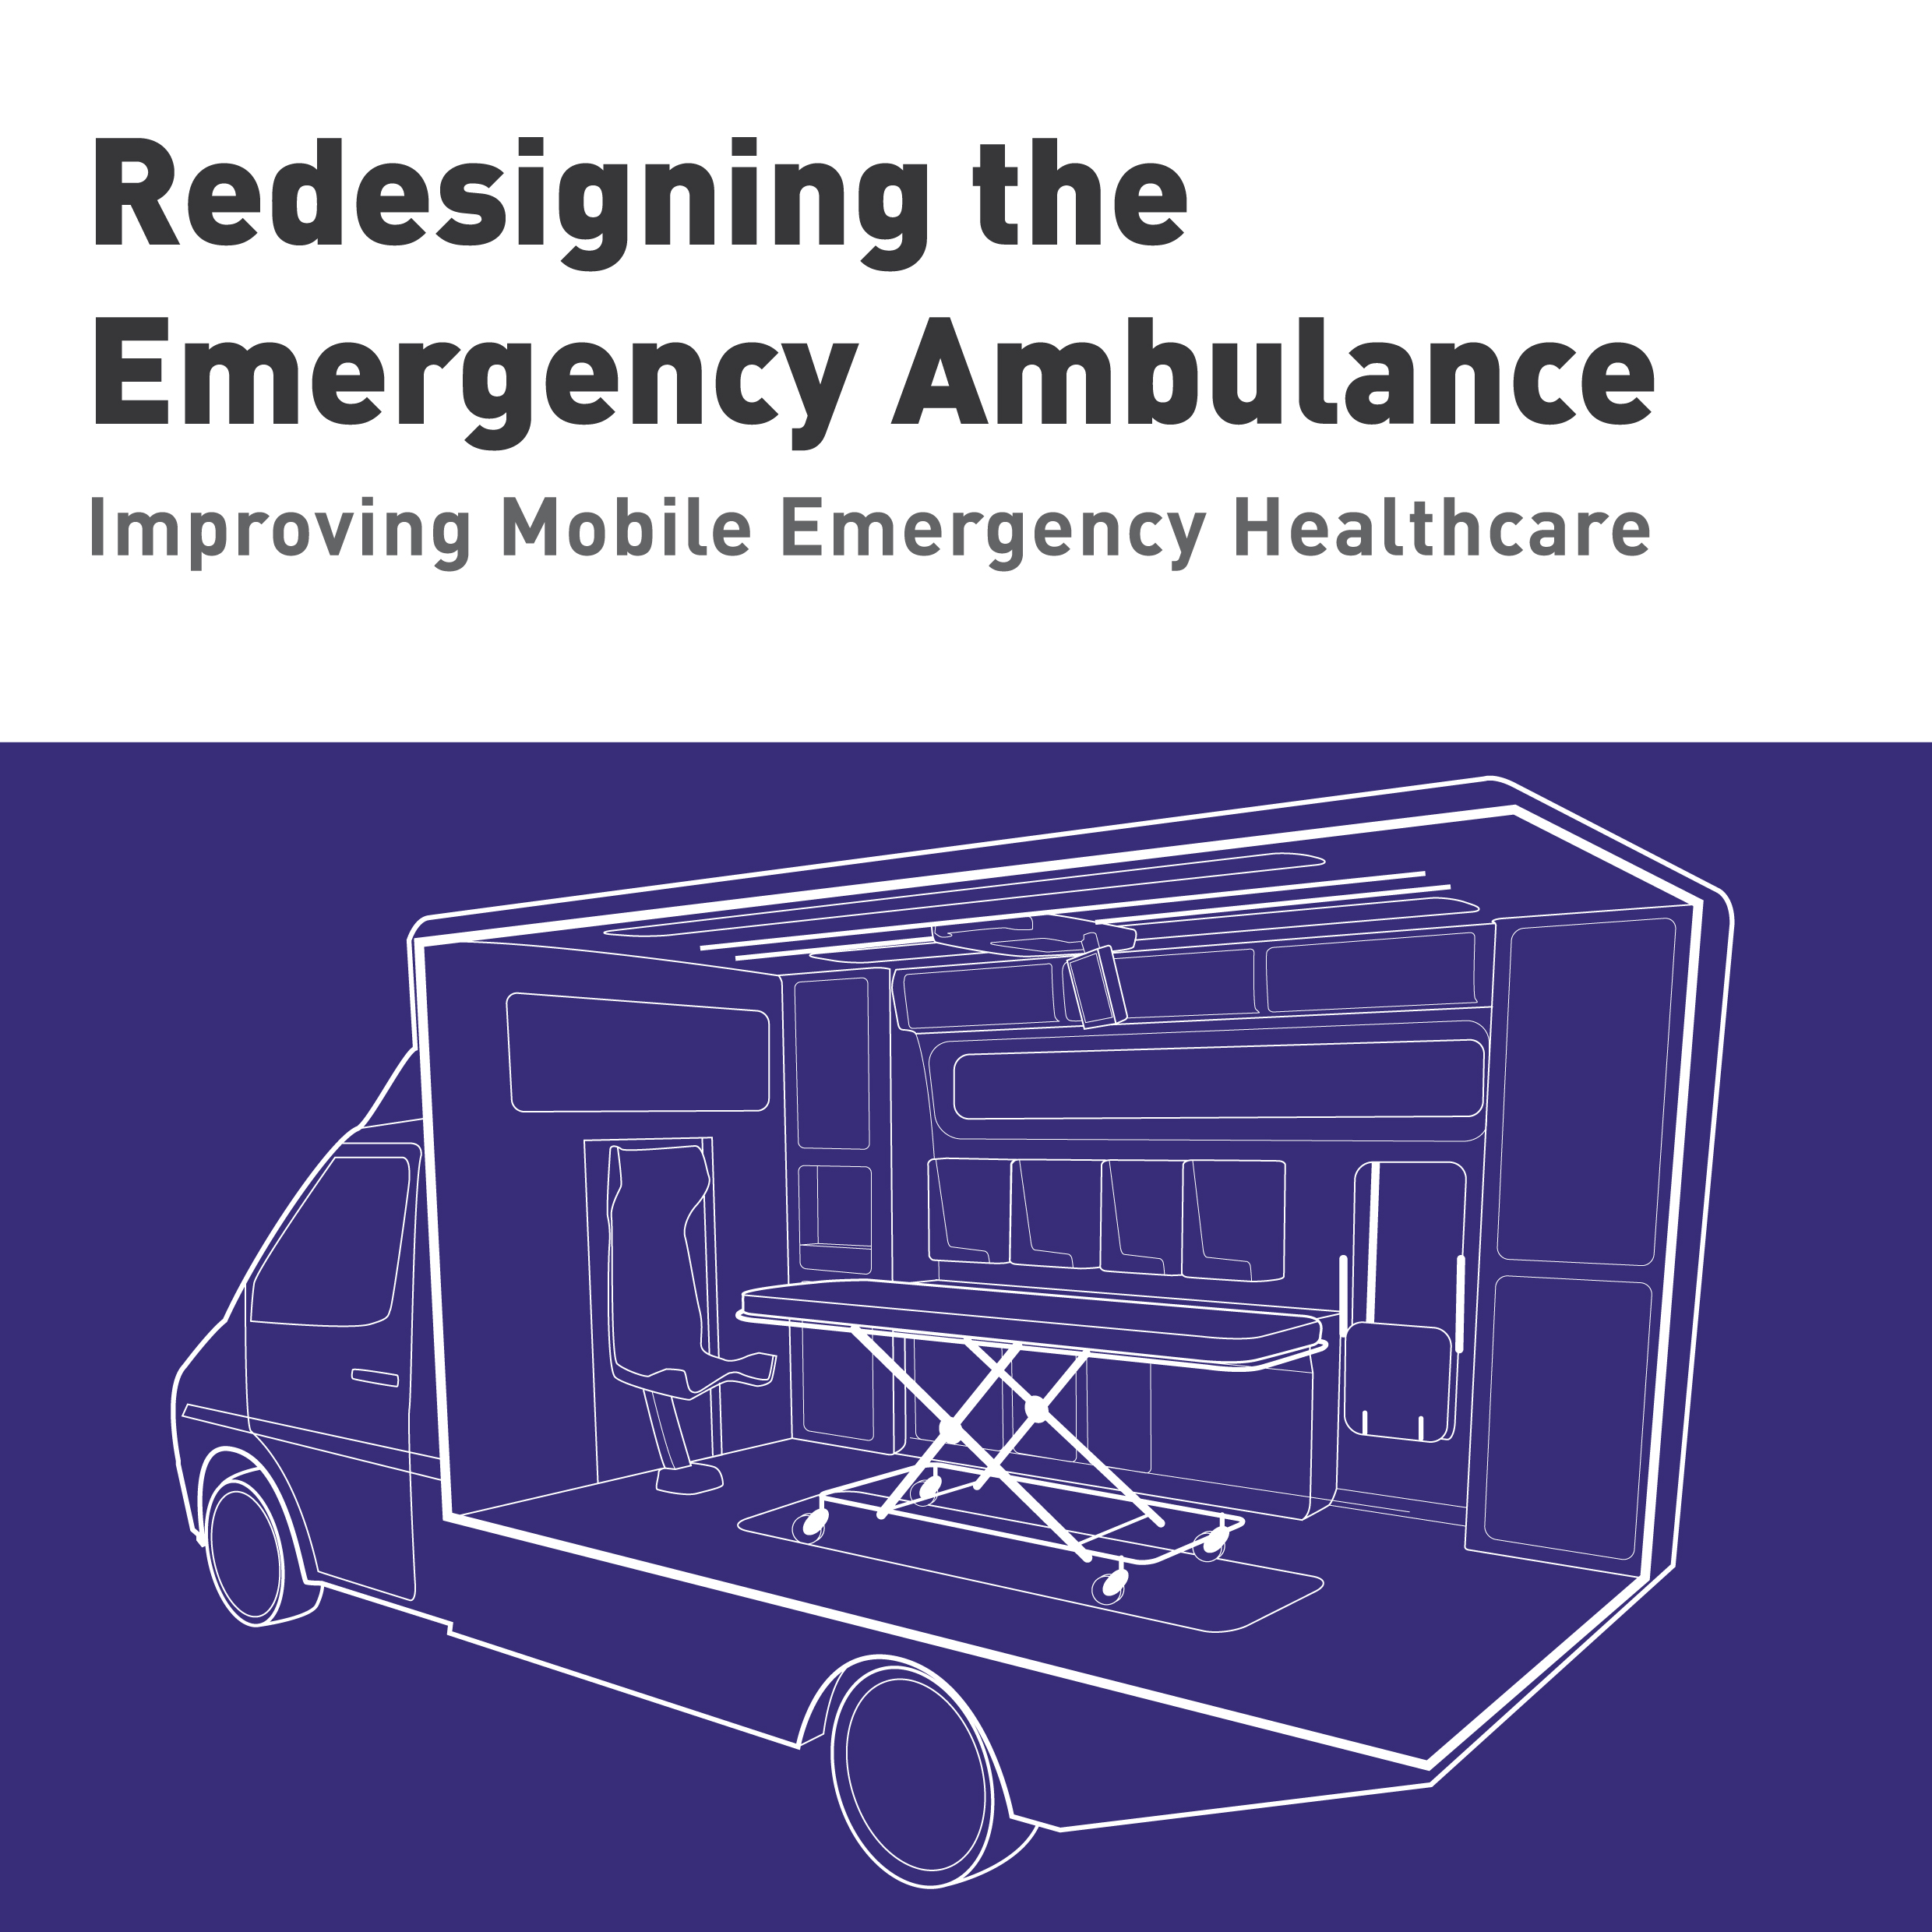 Redesigning the
Emergency Ambulance
Improving Mobile Emergency Healthcare